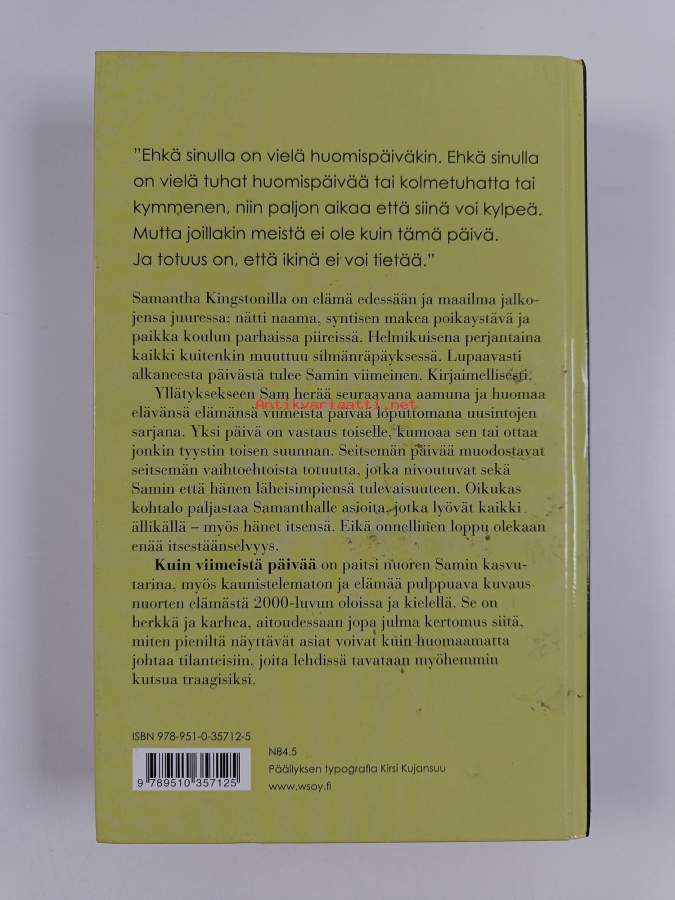 ”Ehkä sinulla on vielä huomispäiväkin. Ehkä sinulla
on vielä tuhat huomispäivää tai kolmetuhatta tai
kymmenen, niin paljon aikaa että siinä voi kylpeä.
Mutta joillakin meistä ei ole kuin tämä päivä.
Ja totuus on, että ikinä ei voi tietää.”
Samantha Kingstonilla on elämä edessään ja maailma jalko-
jensa juuressa; nätti naama, syntisen makea poikaystävä ja
paikka koulun parhaissa piireissä. Helmikuisena perjantaina
kaikki kuitenkin muuttuu silmänräpäyksessä. Lupaavasti
alkaneesta päivästä tulee Samin viimeinen. Kirjaimellisesti.
Yllätyksekseen Sam herää seuraavana aamuna ja huomaa
Antikvariaatti.net
elävänsä elämänsä viimeistä päivää loputtomana uusintojen
sarjana. Yksi päivä on vastaus toiselle, kumoaa sen tai ottaa
jonkin tyystin toisen suunnan. Seitsemän päivää muodostavat
seitsemän vaihtoehtoista totuutta, jotka nivoutuvat sekä
Samin että hänen läheisimpiensä tulevaisuuteen. Oikukas
kohtalo paljastaa Samanthalle asioita, jotka lyövät kaikki
ällikällä – myös hänet itsensä. Eikä onnellinen loppu olekaan
enää itsestäänselvyys.
Kuin viimeistä päivää on paitsi nuoren Samin kasvu-
tarina, myös kaunistelematon ja elämää pulppuava kuvaus
nuorten elämästä 2000-luvun oloissa ja kielellä. Se on
herkkä ja karhea, aitoudessaan jopa julma kertomus siitä,
miten pieniltä näyttävät asiat voivat kuin huomaamatta
johtaa tilanteisiin, joita lehdissä tavataan myöhemmin
kutsua traagisiksi.
ISBN 978-951-0-35712-5
N84.5
Päällyksen typografia Kirsi Kujansuu
www.wsoy.fi
9 789510 357125